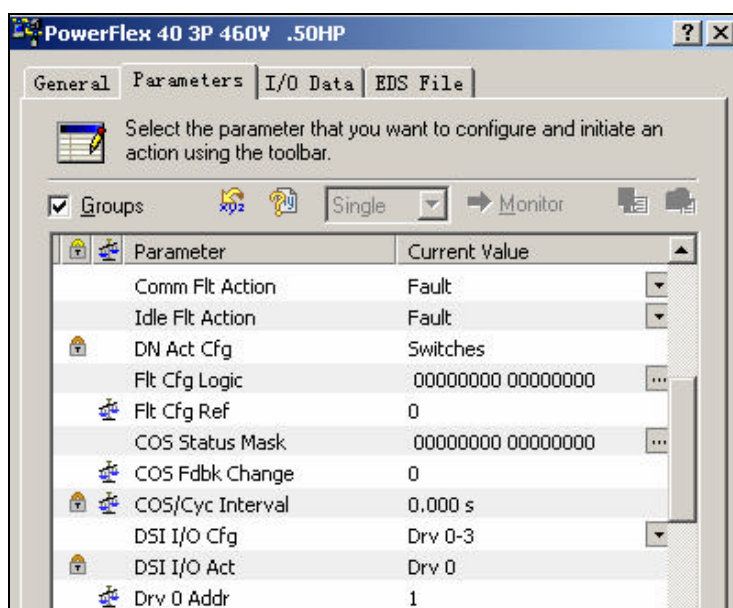 PowerFlex 40 3P 460V .50HP
General Parameters I/O Data EDS File
Select the parameter that you want to configure and initiate an
action using the toolbar.
Groups Single Monitor
Parameter Current Value
Comm Flt Action Fault
Idle Flt Action Fault
DN Act Cfg Switches
Flt Cfg Logic 00000000 00000000
Flt Cfg Ref 0
COS Status Mask 00000000 00000000
COS Fdbk Change 0
COS/Cyc Interval 0.000 s
DSI I/O Cfg Drv 0-3
DSI I/O Act Drv 0
Drv 0 Addr 1